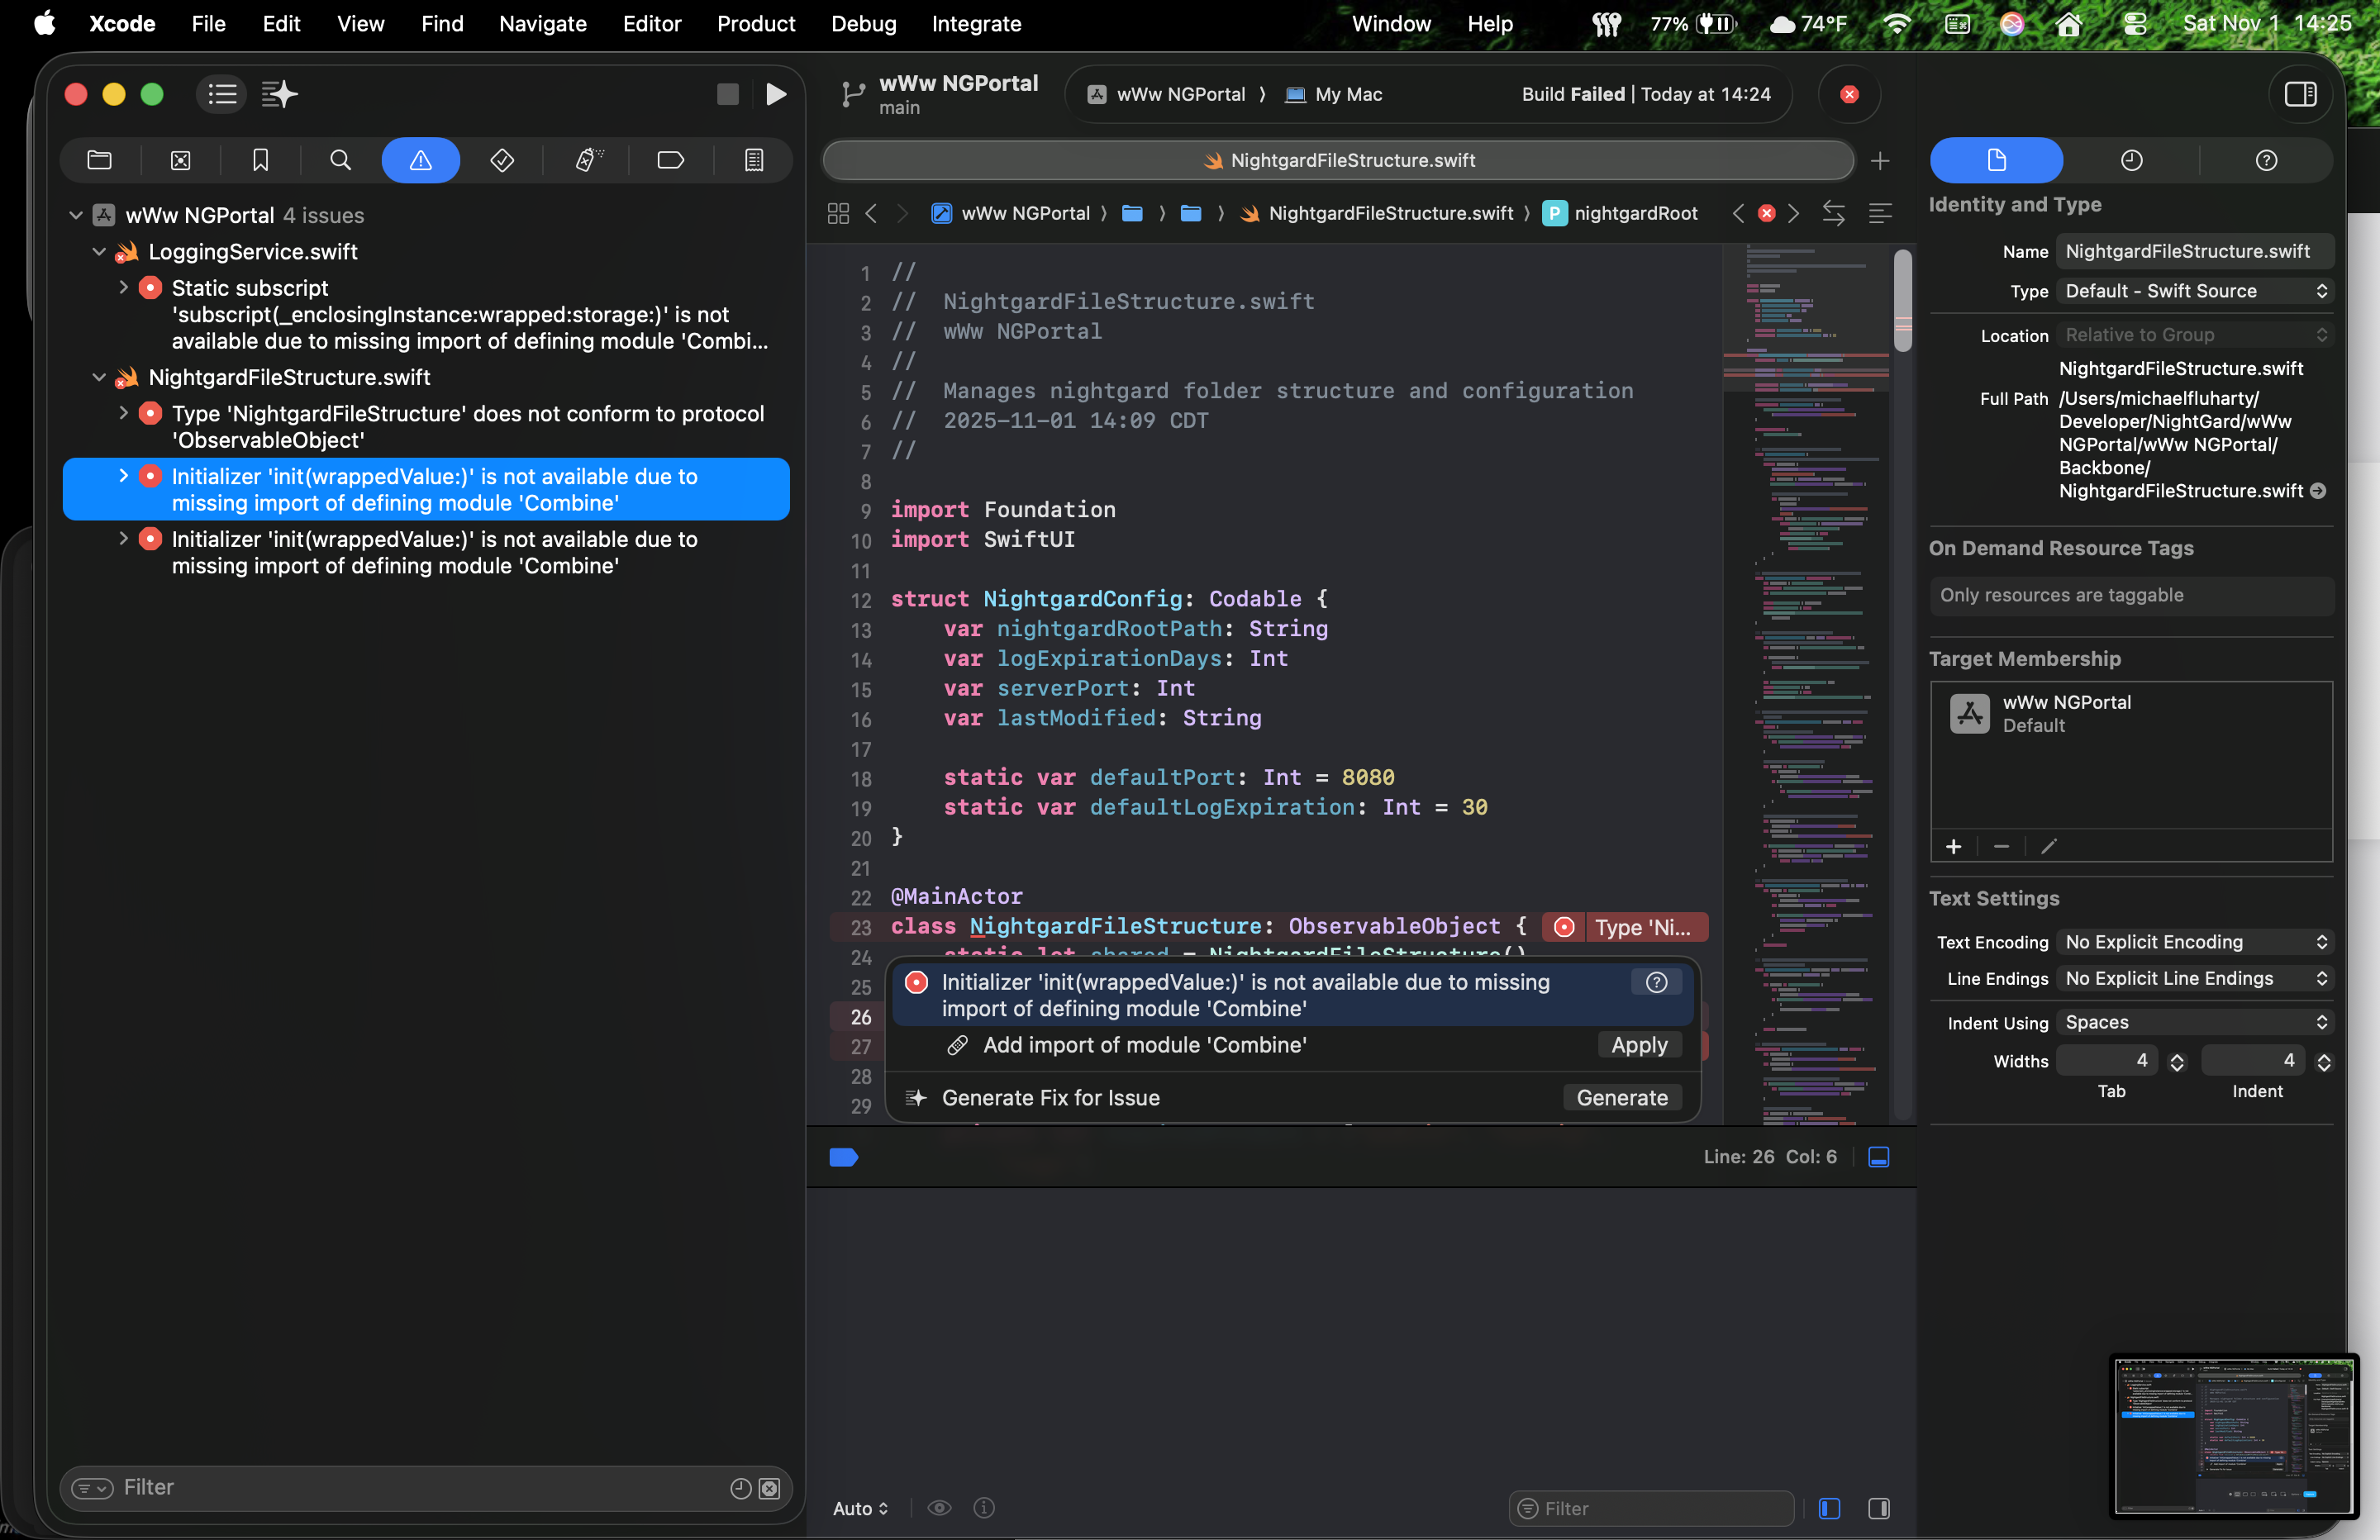 Xcode File Edit View Find Navigate Editor Product Debug Integrate Window Help 77% 74°F Sat Nov 1 14:25
wWw NGPortal
main
wWw NGPortal My Mac
Build Failed | Today at 14:24
NightgardFileStructure.swift
wWw NGPortal 4 issues
LoggingService.swift
Static subscript
'subscript(_enclosingInstance:wrapped:storage:)' is not
available due to missing import of defining module 'Combi...
NightgardFileStructure.swift
Type 'NightgardFileStructure' does not conform to protocol
'ObservableObject'
Initializer 'init(wrappedValue:)' is not available due to
missing import of defining module 'Combine'
Initializer 'init(wrappedValue:)' is not available due to
missing import of defining module 'Combine'
Filter
wWw NGPortal NightgardFileStructure.swift P nightgardRoot
1 //
2 // NightgardFileStructure.swift
3 // wWw NGPortal
4 //
5 // Manages nightgard folder structure and configuration
6 // 2025-11-01 14:09 CDT
7 //
8
9 import Foundation
10 import SwiftUI
11
12 struct NightgardConfig: Codable {
13 var nightgardRootPath: String
14 var logExpirationDays: Int
15 var serverPort: Int
16 var lastModified: String
17
18 static var defaultPort: Int = 8080
19 static var defaultLogExpiration: Int = 30
20 }
21
22 @MainActor
23 class NightgardFileStructure: ObservableObject { Type 'Ni...
24 static let shared = NightgardFileStructure()
25
26
27
28
29
Initializer 'init(wrappedValue:)' is not available due to missing
import of defining module 'Combine'
Add import of module 'Combine' Apply
Generate Fix for Issue Generate
Line: 26 Col: 6
Auto
Filter
Identity and Type
Name NightgardFileStructure.swift
Type Default - Swift Source
Location Relative to Group
NightgardFileStructure.swift
Full Path /Users/michaelfluharty/
Developer/NightGard/wWw
NGPortal/wWw NGPortal/
Backbone/
NightgardFileStructure.swift
On Demand Resource Tags
Only resources are taggable
Target Membership
wWw NGPortal
Default
Text Settings
Text Encoding No Explicit Encoding
Line Endings No Explicit Line Endings
Indent Using Spaces
Widths 4 4
Tab Indent